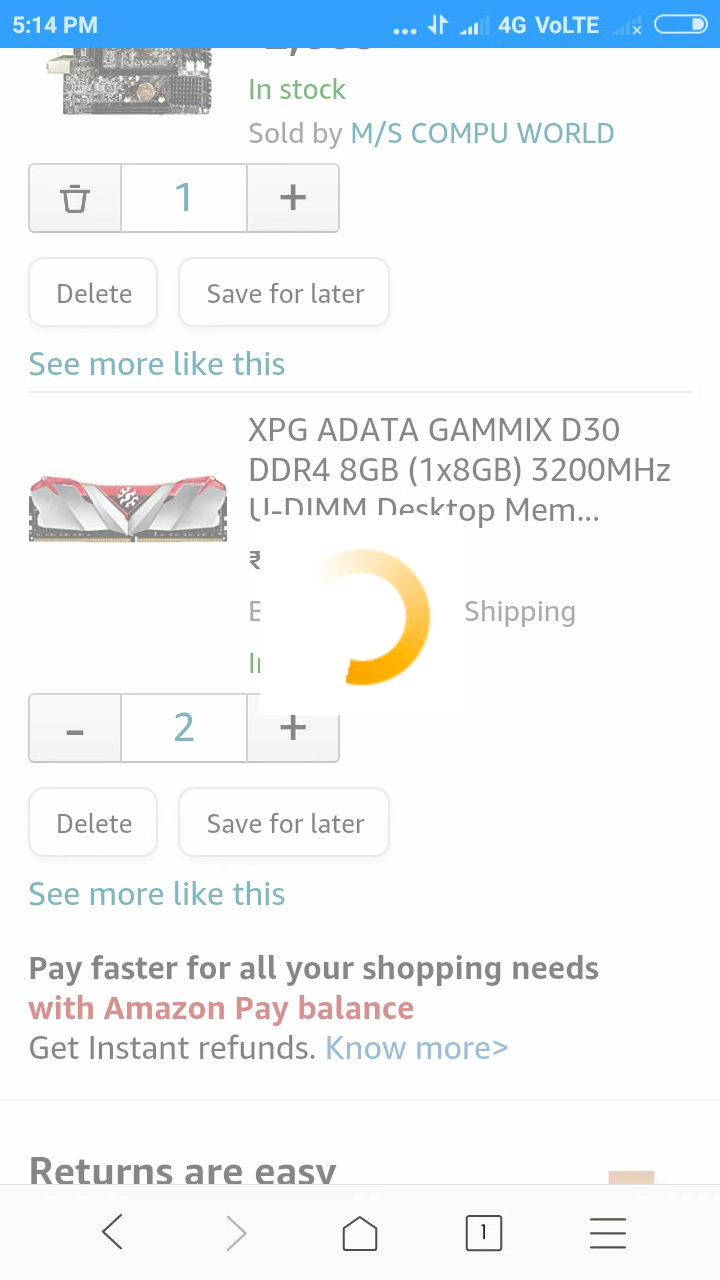 5:14 PM ... 4G VoLTE
In stock
Sold by M/S COMPU WORLD
1 +
Delete Save for later
See more like this
XPG ADATA GAMMIX D30
DDR4 8GB (1x8GB) 3200MHz
U-DIMM Desktop Mem...
₹
Shipping
- 2 +
Delete Save for later
See more like this
Pay faster for all your shopping needs
with Amazon Pay balance
Get Instant refunds. Know more>
Returns are easy
1